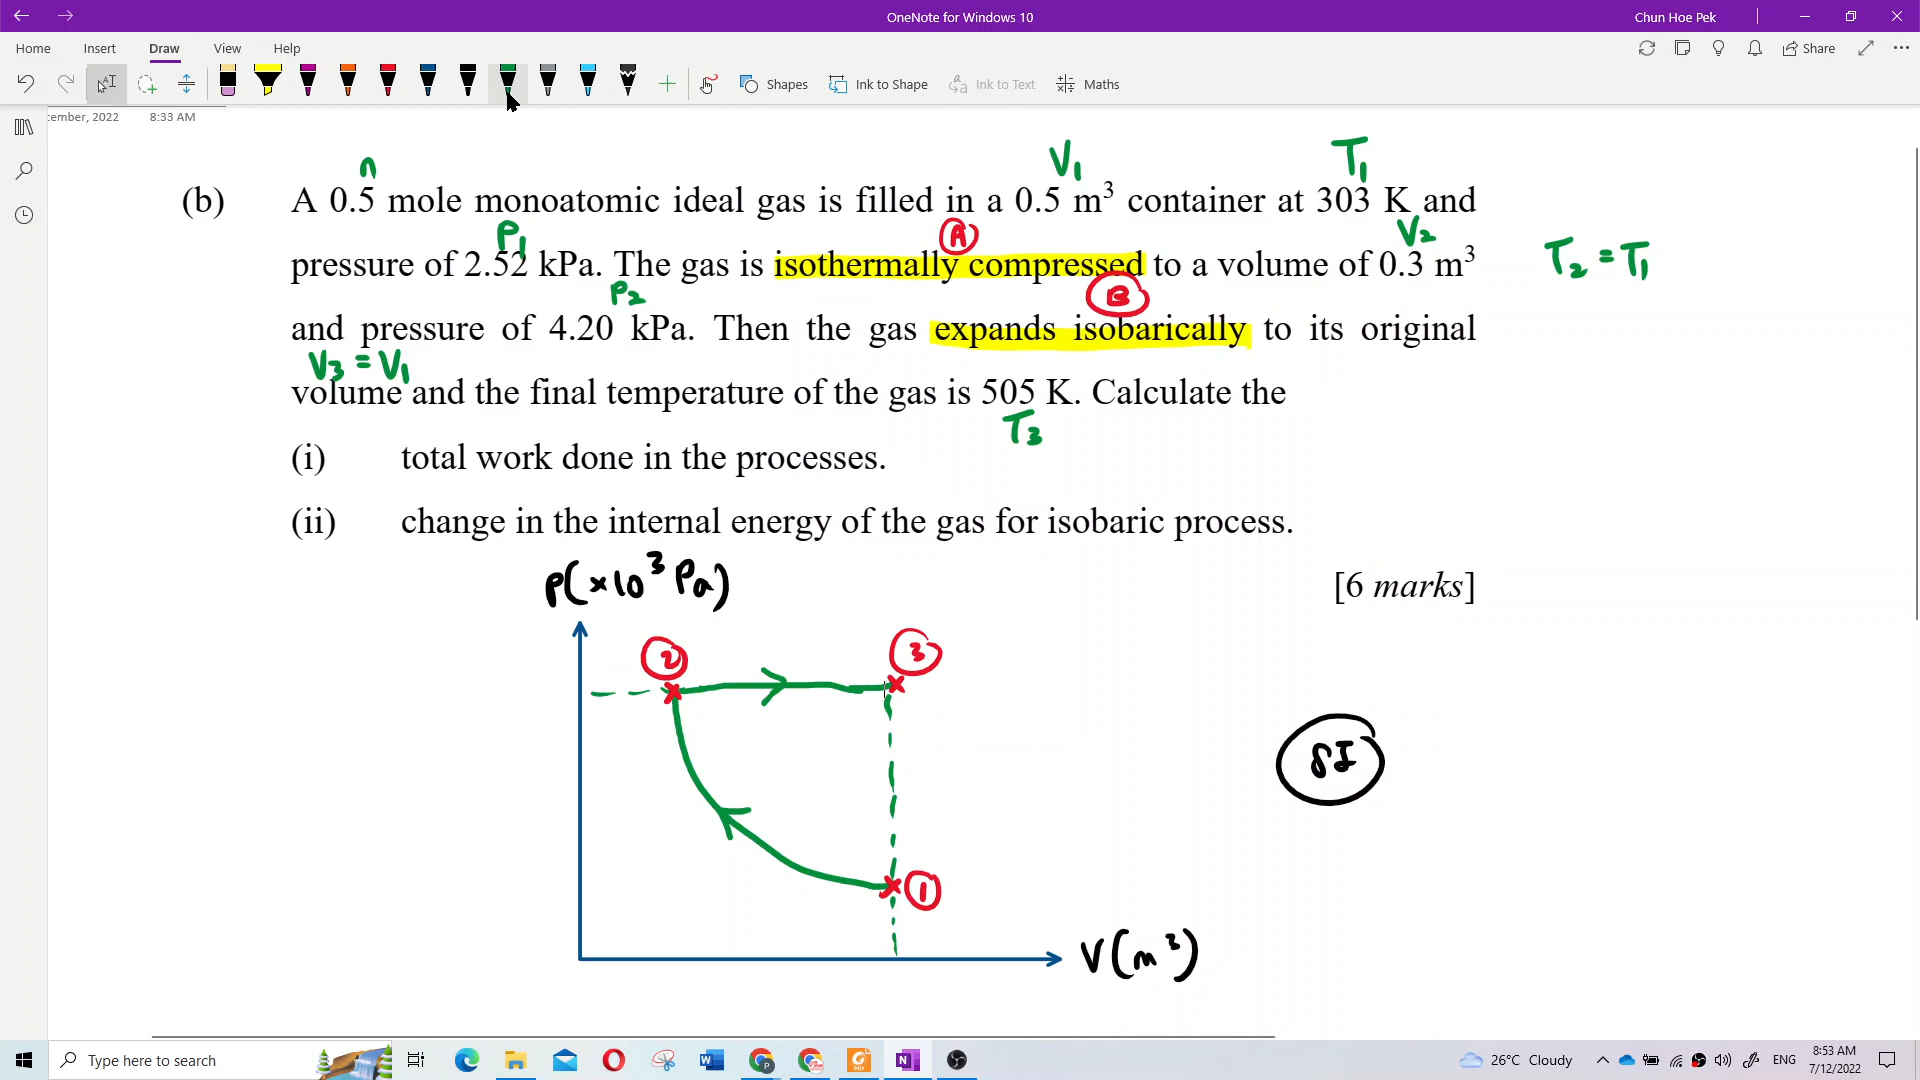 OneNote for Windows 10
Chun Hoe Pek
Home Insert Draw View Help
Share
Shapes Ink to Shape Ink to Text Maths
cember, 2022 8:33 AM
n V₁ T₁
(b) A 0.5 mole monoatomic ideal gas is filled in a 0.5 m³ container at 303 K and
P₁ A V₂
pressure of 2.52 kPa. The gas is isothermally compressed to a volume of 0.3 m³ T₂ = T₁
P₂ B
and pressure of 4.20 kPa. Then the gas expands isobarically to its original
V₃ = V₁
volume and the final temperature of the gas is 505 K. Calculate the
T₃
(i) total work done in the processes.
(ii) change in the internal energy of the gas for isobaric process.
P(×10³ Pa)
[6 marks]
2 3
SI
1
V(m³)
Type here to search
26°C Cloudy
ENG
8:53 AM
7/12/2022